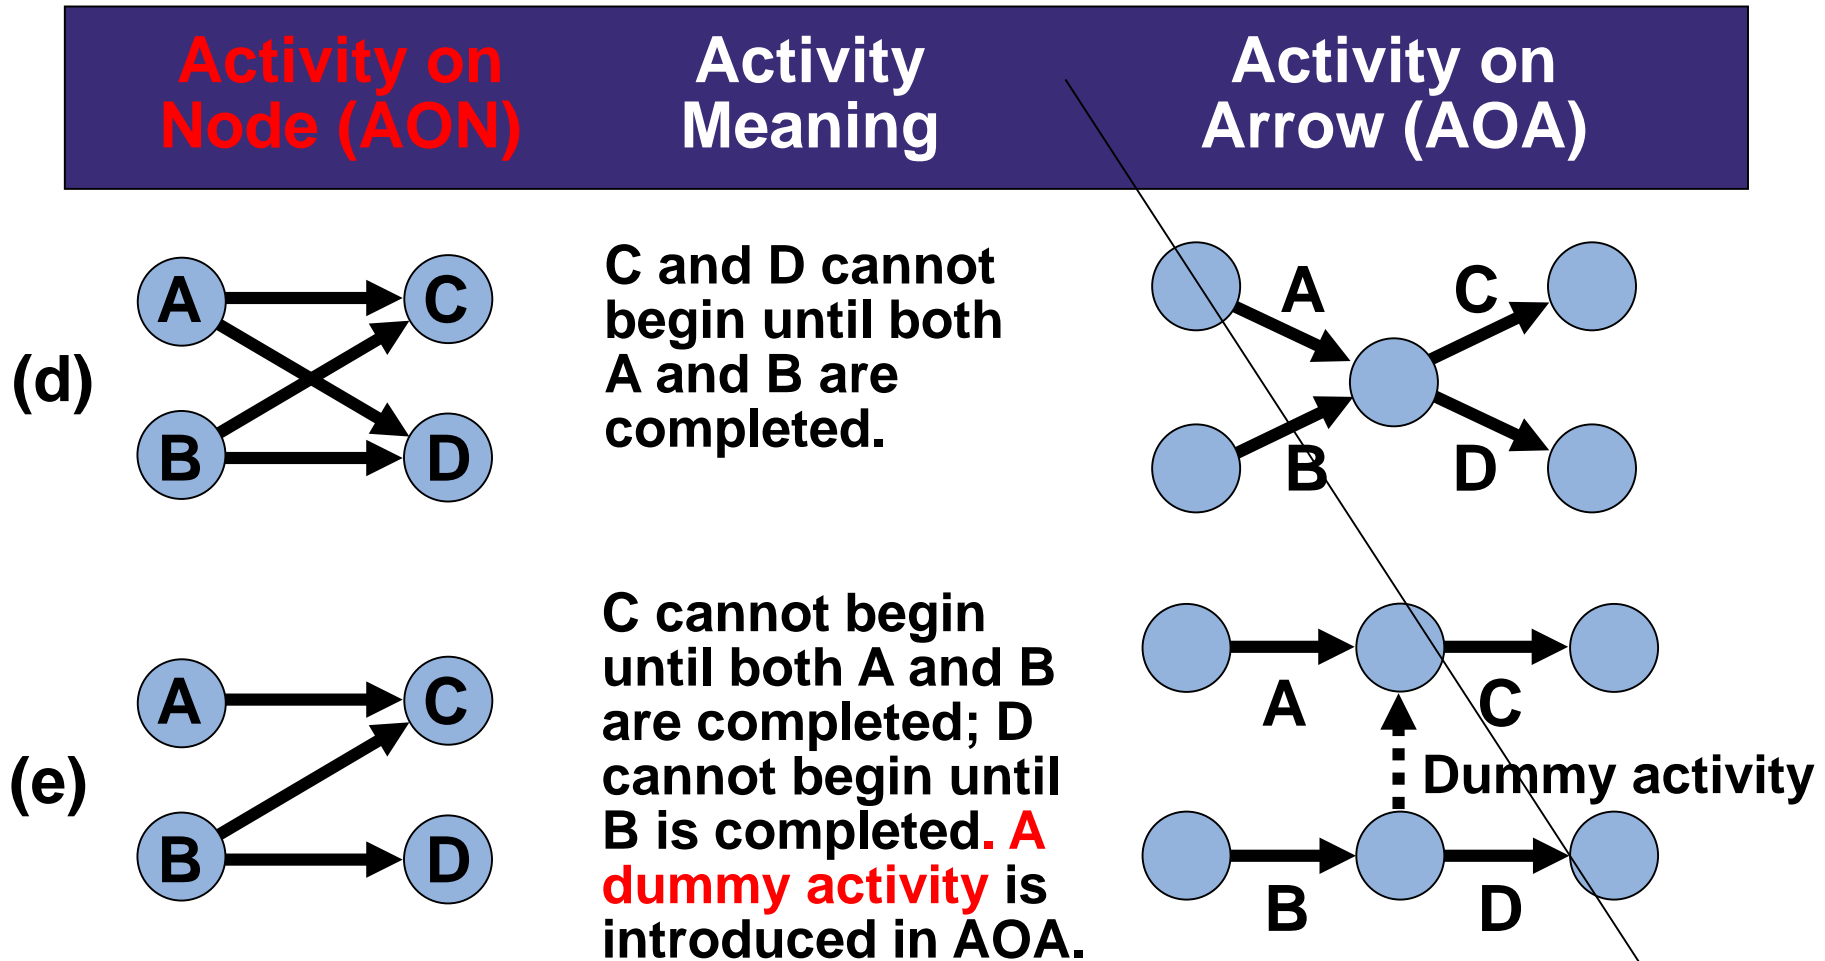 Activity on
Node (AON)
Activity
Meaning
Activity on
Arrow (AOA)
(d)
A
C
B
D
C and D cannot
begin until both
A and B are
completed.
A
C
B
D
(e)
A
C
B
D
C cannot begin
until both A and B
are completed; D
cannot begin until
B is completed. A
dummy activity is
introduced in AOA.
A
C
Dummy activity
B
D